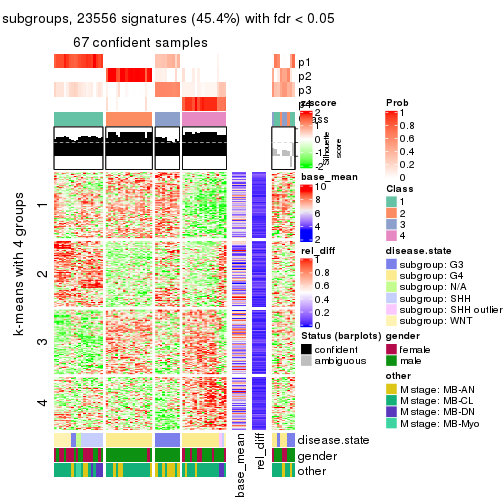 subgroups, 23556 signatures (45.4%) with fdr < 0.05
67 confident samples
p1
p2
p3
p4
Class
Silhouette
score
k-means with 4 groups
1
2
3
4
base_mean
rel_diff
disease.state
gender
other
z-score
2
1
0
-1
-2
base_mean
10
8
6
4
2
rel_diff
1
0.8
0.6
0.4
0.2
0
Status (barplots)
confident
ambiguous
Prob
1
0.8
0.6
0.4
0.2
0
Class
1
2
3
4
disease.state
subgroup: G3
subgroup: G4
subgroup: N/A
subgroup: SHH
subgroup: SHH outlier
subgroup: WNT
gender
female
male
other
M stage: MB-AN
M stage: MB-CL
M stage: MB-DN
M stage: MB-Myo